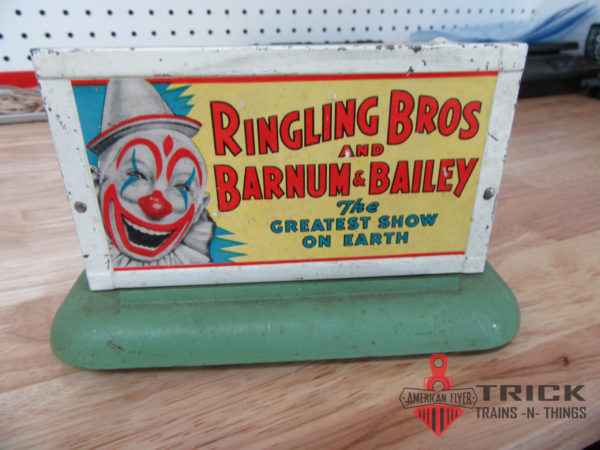 RINGLING BROS
AND
BARNUM & BAILEY
The
GREATEST SHOW
ON EARTH
AMERICAN FLYER
TRICK
TRAINS -N- THINGS